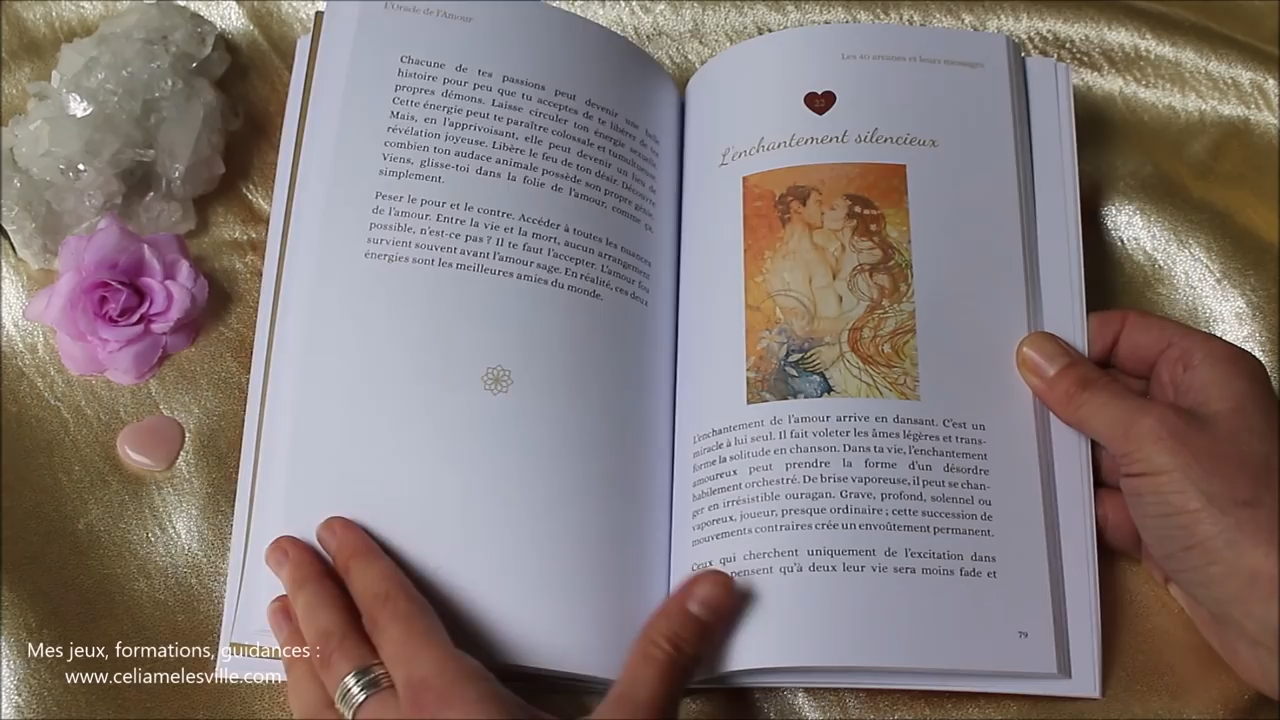 L'Oracle de l'Amour
Chacune de tes passions peut devenir une belle
histoire pour peu que tu acceptes de te libérer de tes
propres démons. Laisse circuler ton énergie sexuelle
Cette énergie peut te paraître colossale et tumultueuse
Mais, en l'apprivoisant, elle peut devenir un lieu de
révélation joyeuse. Libère le feu de ton désir. Découvre
combien ton audace animale possède son propre génie.
Viens, glisse-toi dans la folie de l'amour, comme ça,
simplement.
Peser le pour et le contre. Accéder à toutes les nuances
de l'amour. Entre la vie et la mort, aucun arrangement
possible, n'est-ce pas ? Il te faut l'accepter. L'amour fou
survient souvent avant l'amour sage. En réalité, ces deux
énergies sont les meilleures amies du monde.
Les 40 arcanes et leurs messages
22
L'enchantement silencieux
L'enchantement de l'amour arrive en dansant. C'est un
miracle à lui seul. Il fait voleter les âmes légères et trans-
forme la solitude en chanson. Dans ta vie, l'enchantement
amoureux peut prendre la forme d'un désordre
habilement orchestré. De brise vaporeuse, il peut se chan-
ger en irrésistible ouragan. Grave, profond, solennel ou
vaporeux, joueur, presque ordinaire ; cette succession de
mouvements contraires crée un envoûtement permanent.
Ceux qui cherchent uniquement de l'excitation dans
pensent qu'à deux leur vie sera moins fade et
79
Mes jeux, formations, guidances :
www.celiamelesville.com